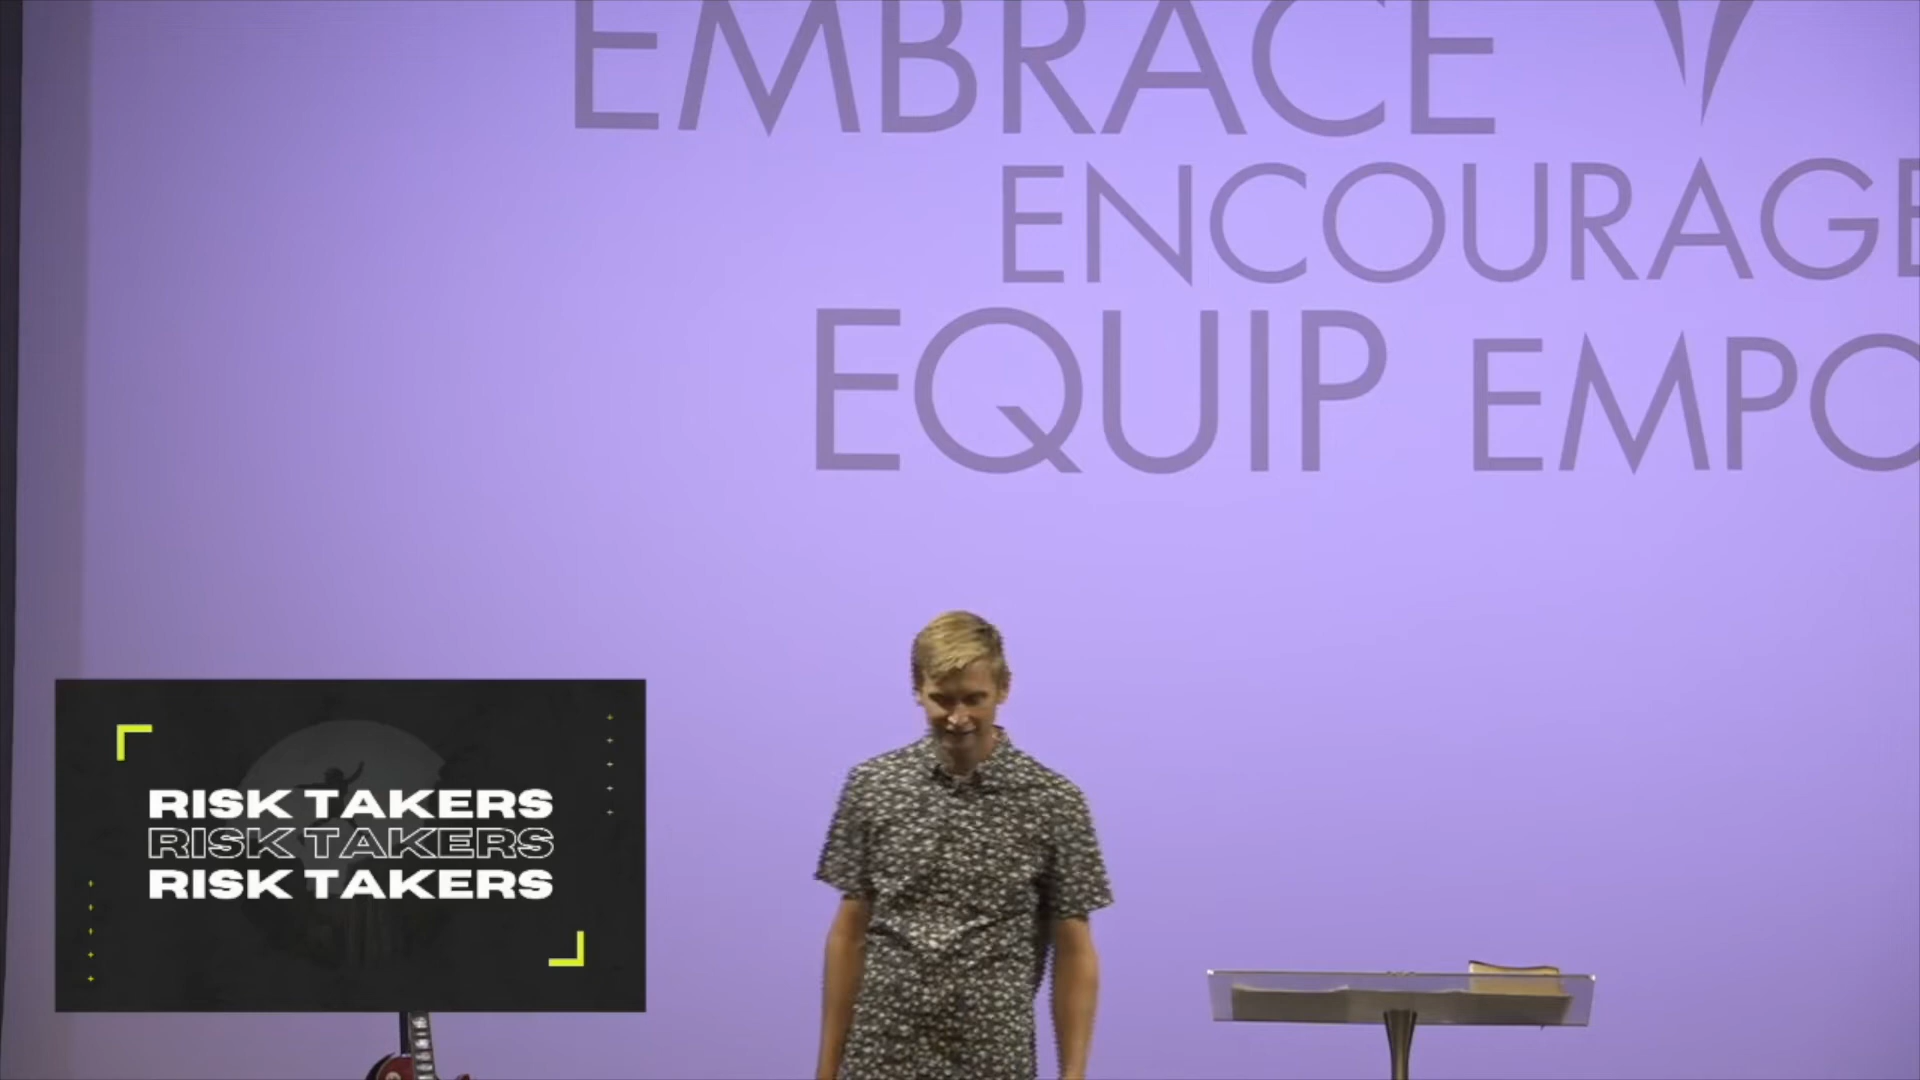 EMBRACE
ENCOURAGE
EQUIP EMPO
RISK TAKERS
RISK TAKERS
RISK TAKERS